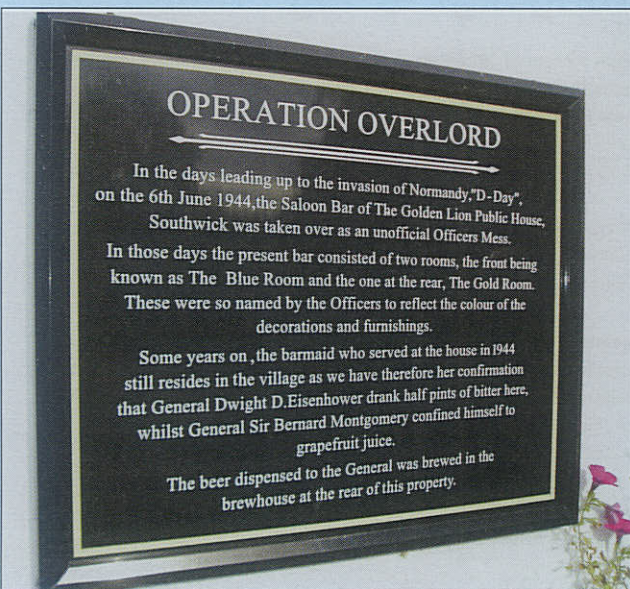 OPERATION OVERLORD
In the days leading up to the invasion of Normandy,"D-Day",
on the 6th June 1944,the Saloon Bar of The Golden Lion Public House,
Southwick was taken over as an unofficial Officers Mess.
In those days the present bar consisted of two rooms, the front being
known as The Blue Room and the one at the rear, The Gold Room.
These were so named by the Officers to reflect the colour of the
decorations and furnishings.
Some years on ,the barmaid who served at the house in 1944
still resides in the village as we have therefore her confirmation
that General Dwight D.Eisenhower drank half pints of bitter here,
whilst General Sir Bernard Montgomery confined himself to
grapefruit juice.
The beer dispensed to the General was brewed in the
brewhouse at the rear of this property.